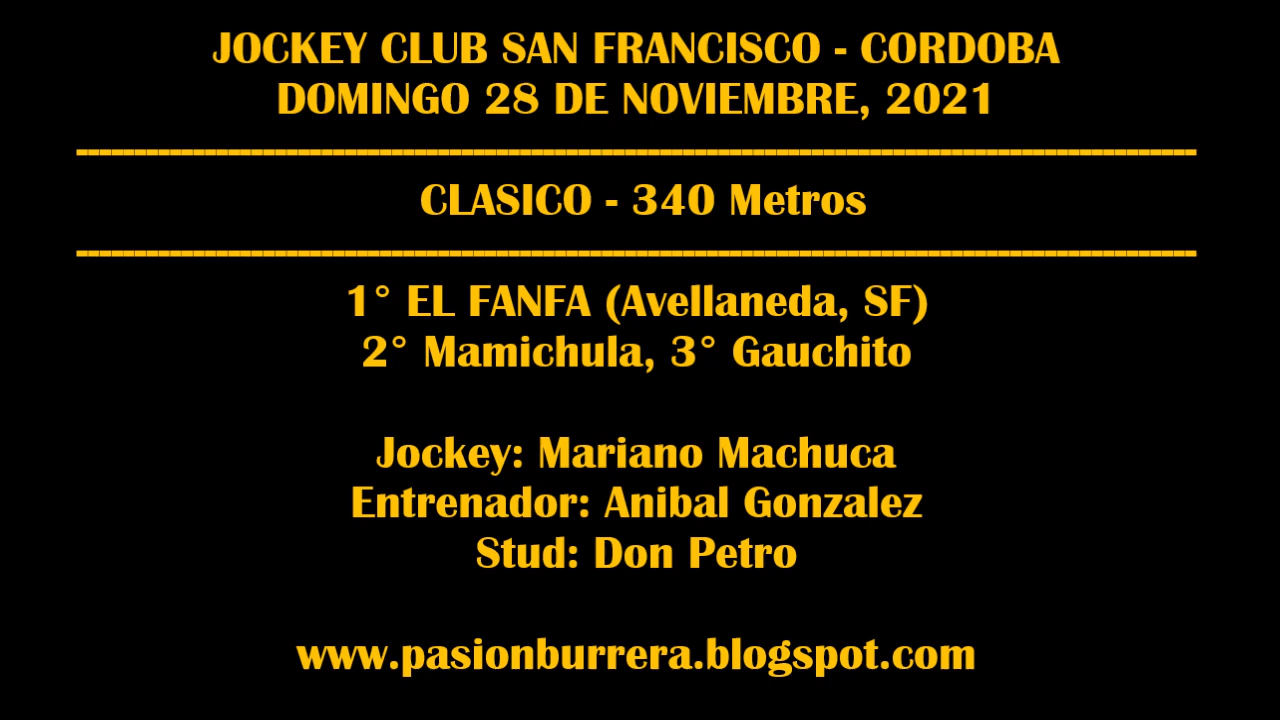 JOCKEY CLUB SAN FRANCISCO - CORDOBA
DOMINGO 28 DE NOVIEMBRE, 2021
CLASICO - 340 Metros
1° EL FANFA (Avellaneda, SF)
2° Mamichula, 3° Gauchito
Jockey: Mariano Machuca
Entrenador: Anibal Gonzalez
Stud: Don Petro
www.pasionburrera.blogspot.com